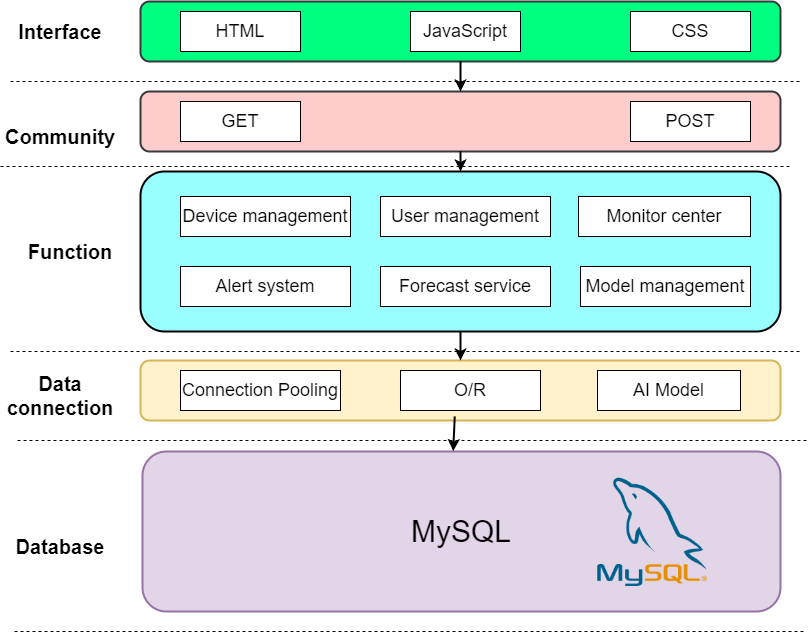 Interface
HTML
JavaScript
CSS
Community
GET
POST
Function
Device management
User management
Monitor center
Alert system
Forecast service
Model management
Data
connection
Connection Pooling
O/R
AI Model
Database
MySQL
MySQL®